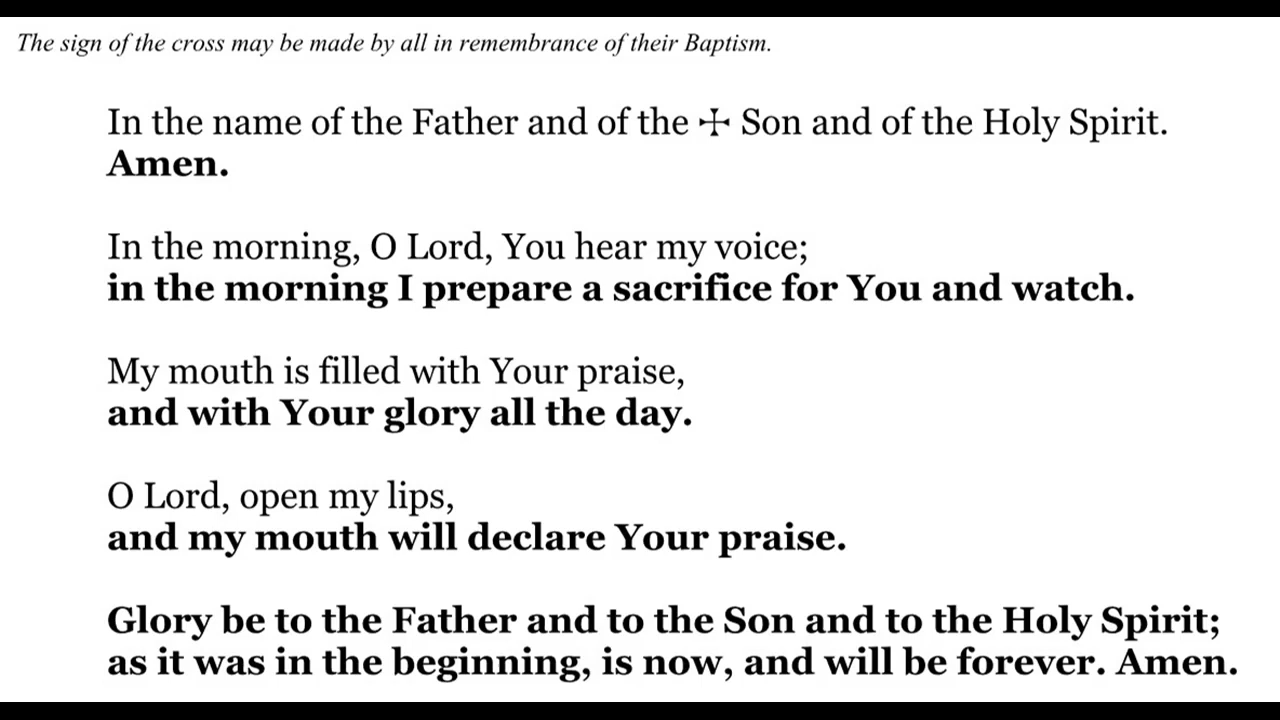 The sign of the cross may be made by all in remembrance of their Baptism.
In the name of the Father and of the ☩ Son and of the Holy Spirit.
Amen.
In the morning, O Lord, You hear my voice;
in the morning I prepare a sacrifice for You and watch.
My mouth is filled with Your praise,
and with Your glory all the day.
O Lord, open my lips,
and my mouth will declare Your praise.
Glory be to the Father and to the Son and to the Holy Spirit;
as it was in the beginning, is now, and will be forever. Amen.